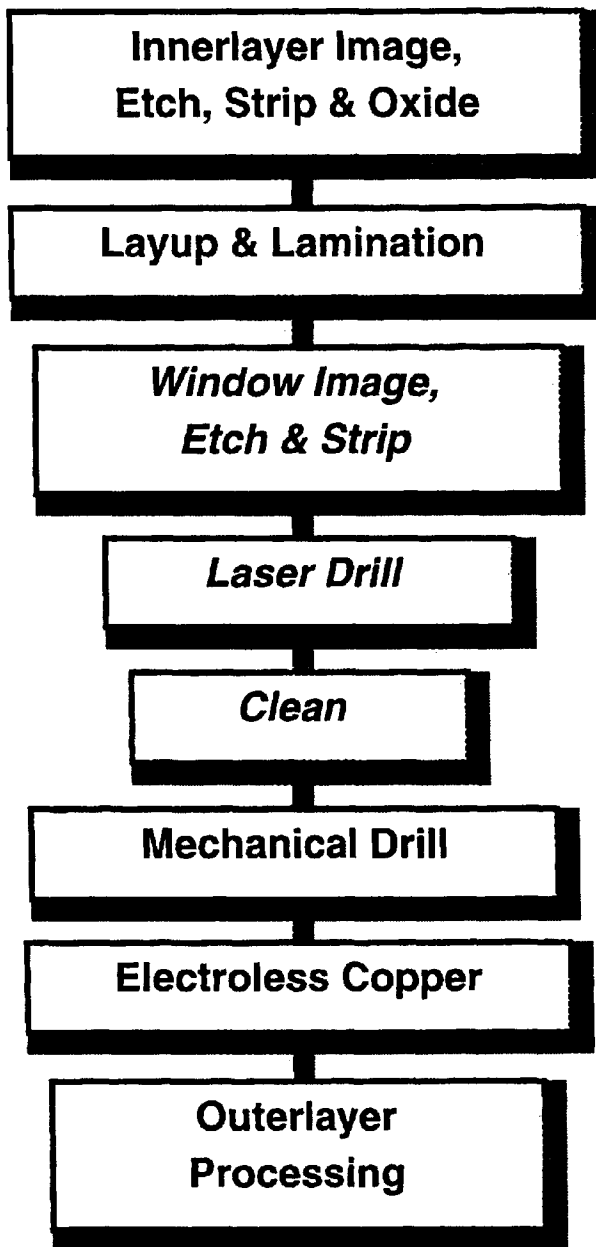 Innerlayer Image,
Etch, Strip & Oxide
Layup & Lamination
Window Image,
Etch & Strip
Laser Drill
Clean
Mechanical Drill
Electroless Copper
Outerlayer
Processing